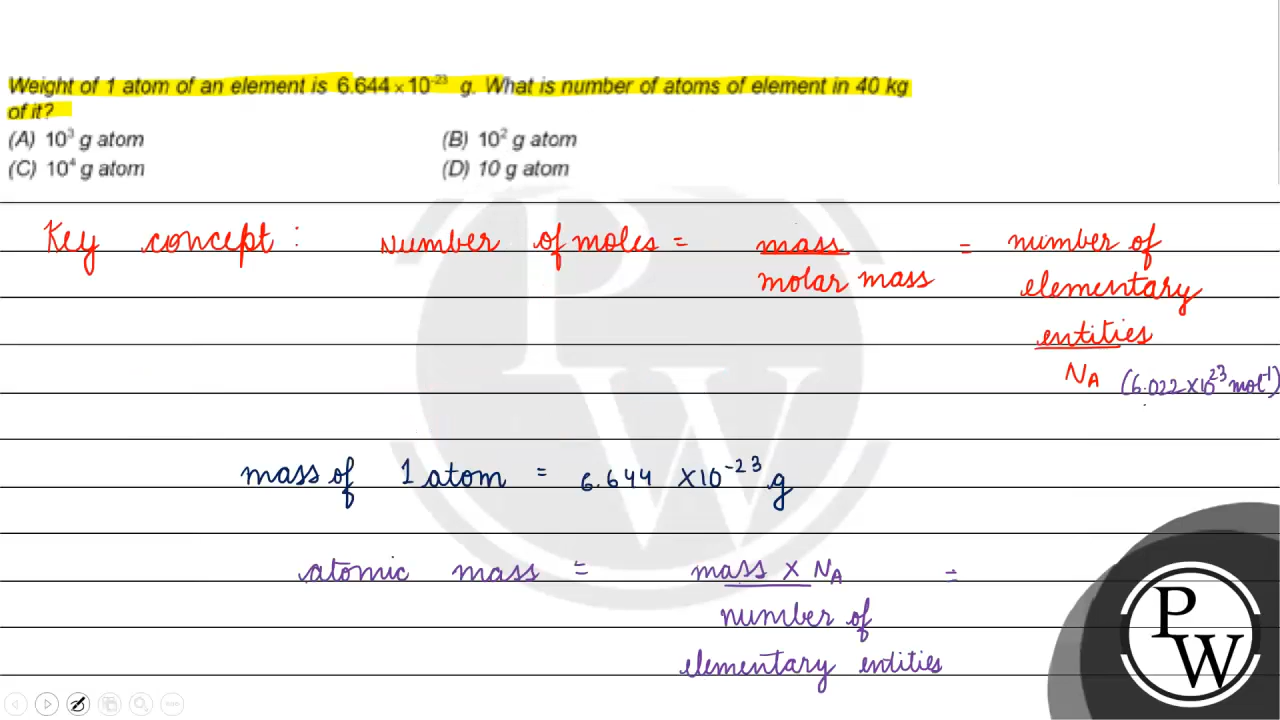 Weight of 1 atom of an element is 6.644×10⁻²³ g. What is number of atoms of element in 40 kg
of it?
(A) 10³ g atom (B) 10² g atom
(C) 10⁴ g atom (D) 10 g atom
Key concept : Number of moles = mass = number of
molar mass elementary
entities
NA (6.022×10²³ mol⁻¹)
mass of 1 atom = 6.644 ×10⁻²³ g
atomic mass = mass × NA =
number of
elementary entities
P
W
P
W